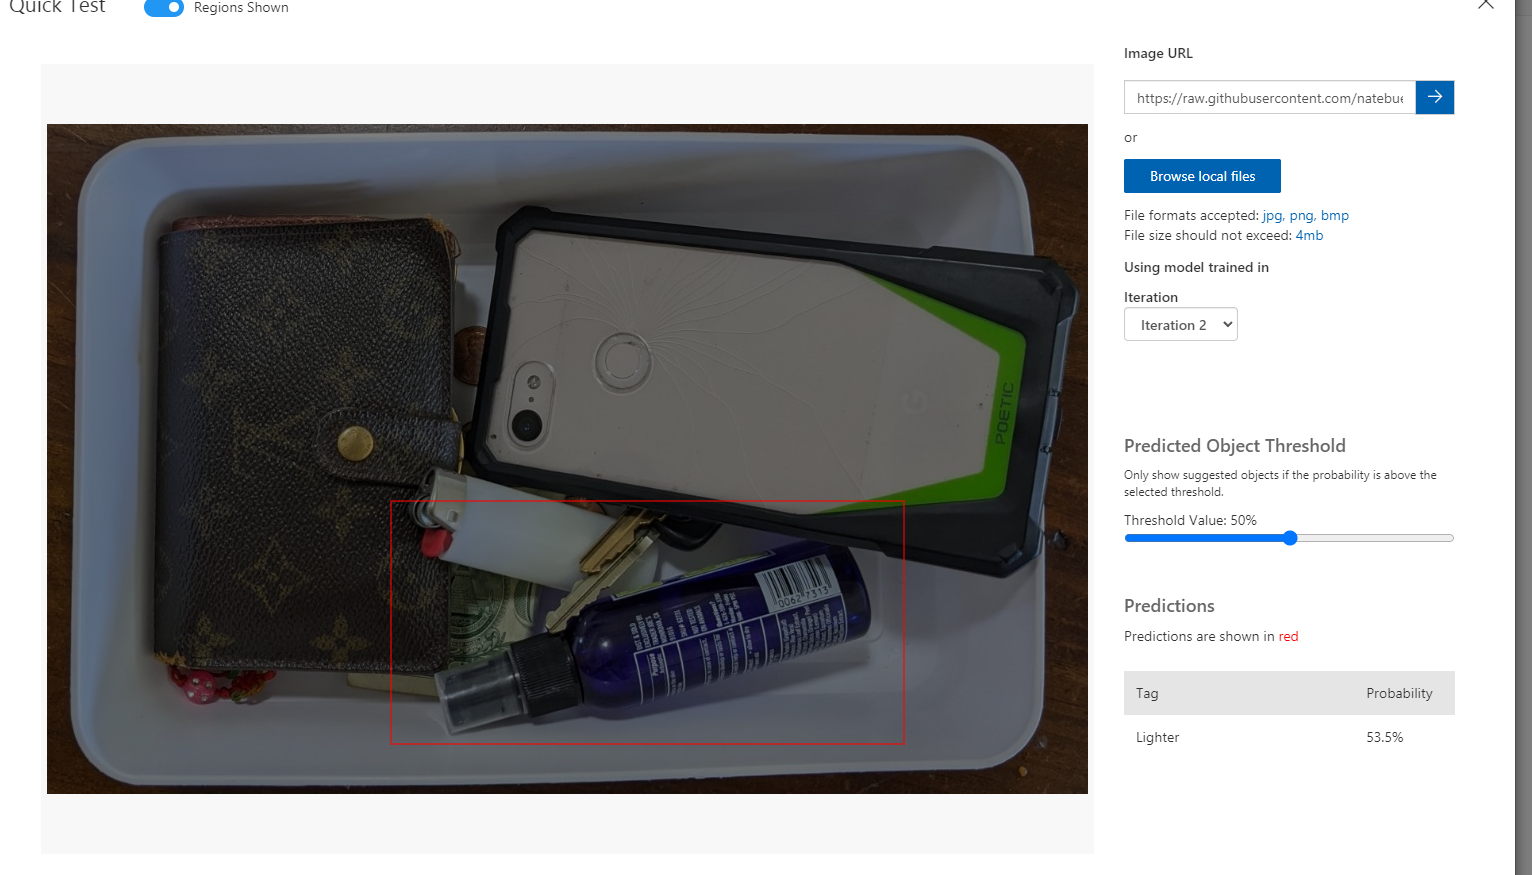 Quick Test
Regions Shown
Image URL
https://raw.githubusercontent.com/natebue
or
Browse local files
File formats accepted: jpg, png, bmp
File size should not exceed: 4mb
Using model trained in
Iteration
Iteration 2
Predicted Object Threshold
Only show suggested objects if the probability is above the
selected threshold.
Threshold Value: 50%
Predictions
Predictions are shown in red
Tag
Probability
Lighter
53.5%
POETIC
G